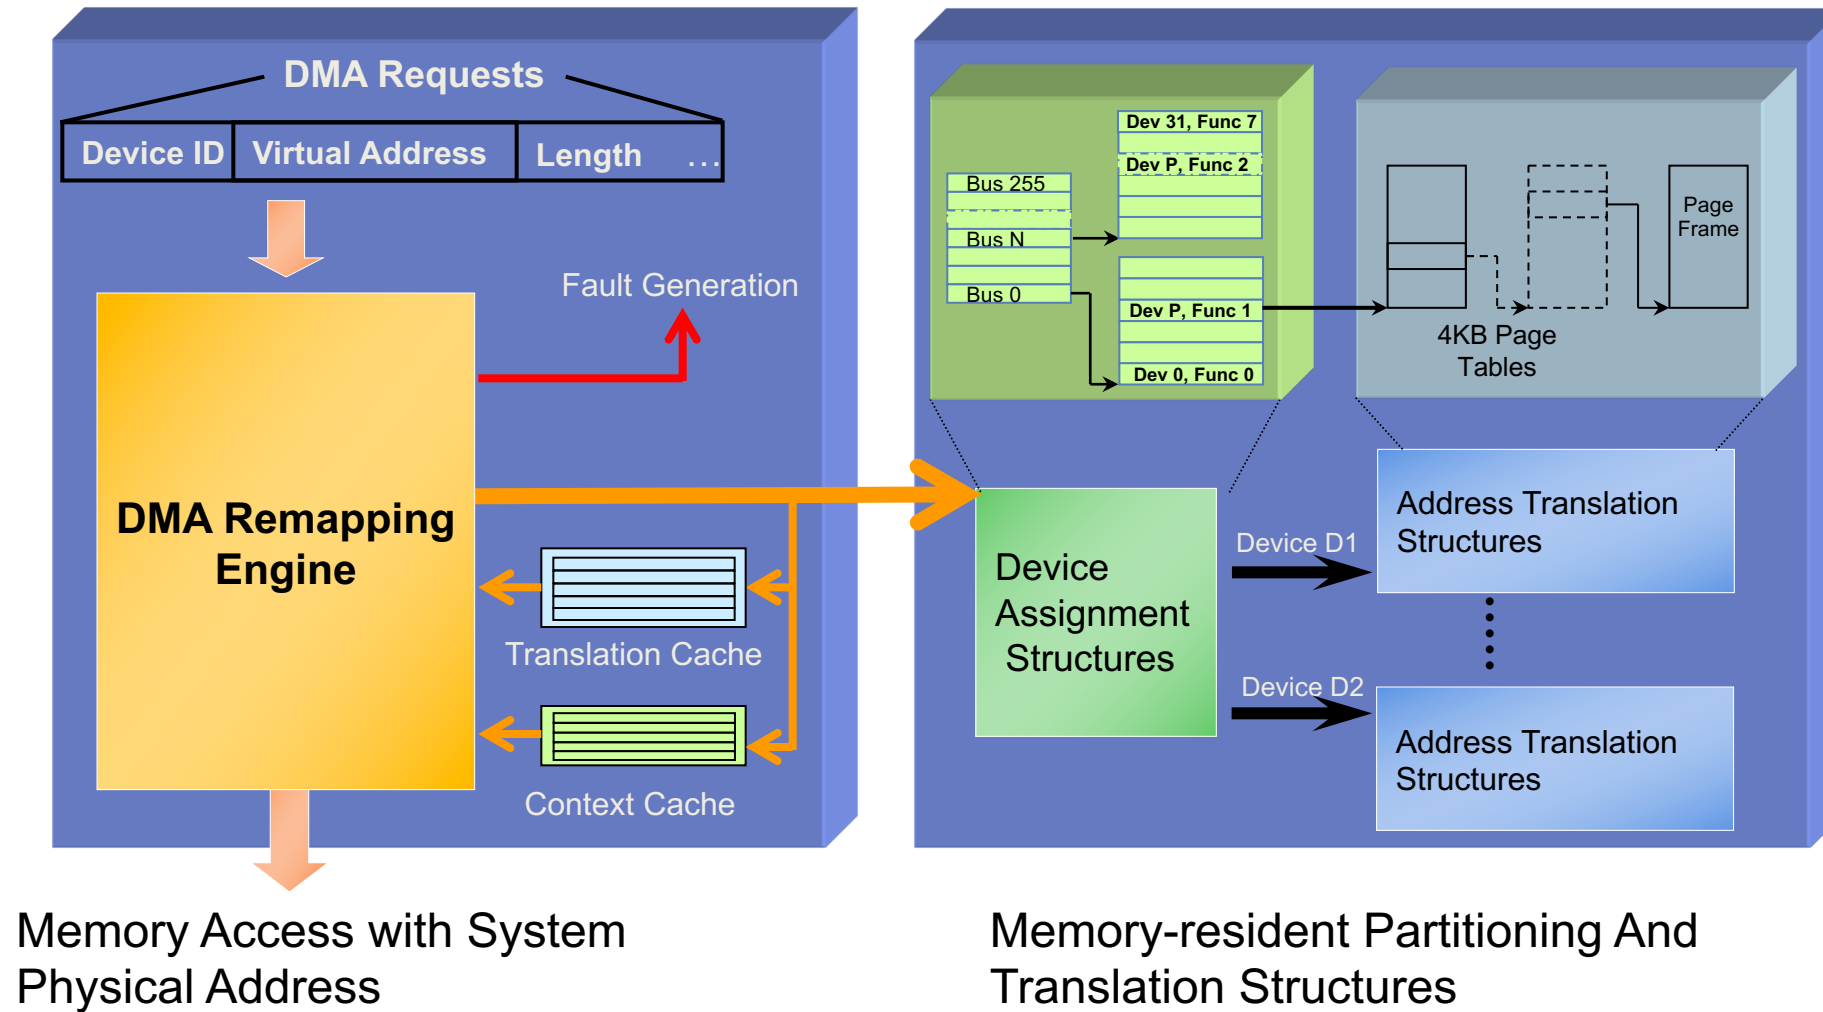 DMA Requests
Device ID Virtual Address Length ...
Fault Generation
DMA Remapping
Engine
Translation Cache
Context Cache
Memory Access with System
Physical Address
Bus 255
Bus N
Bus 0
Dev 31, Func 7
Dev P, Func 2
Dev P, Func 1
Dev 0, Func 0
Page
Frame
4KB Page
Tables
Device
Assignment
Structures
Device D1
Device D2
Address Translation
Structures
Address Translation
Structures
Memory-resident Partitioning And
Translation Structures